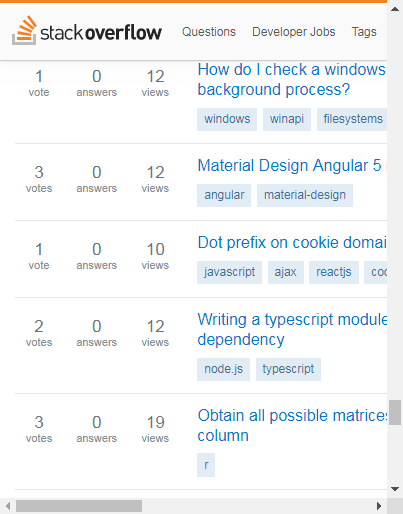 stackoverflow Questions Developer Jobs Tags
1 0 12 How do I check a windows
vote answers views background process?
windows winapi filesystems
3 0 12 Material Design Angular 5
votes answers views angular material-design
1 0 10 Dot prefix on cookie domai
vote answers views javascript ajax reactjs coo
2 0 12 Writing a typescript module
votes answers views dependency
node.js typescript
3 0 19 Obtain all possible matrices
votes answers views column
r